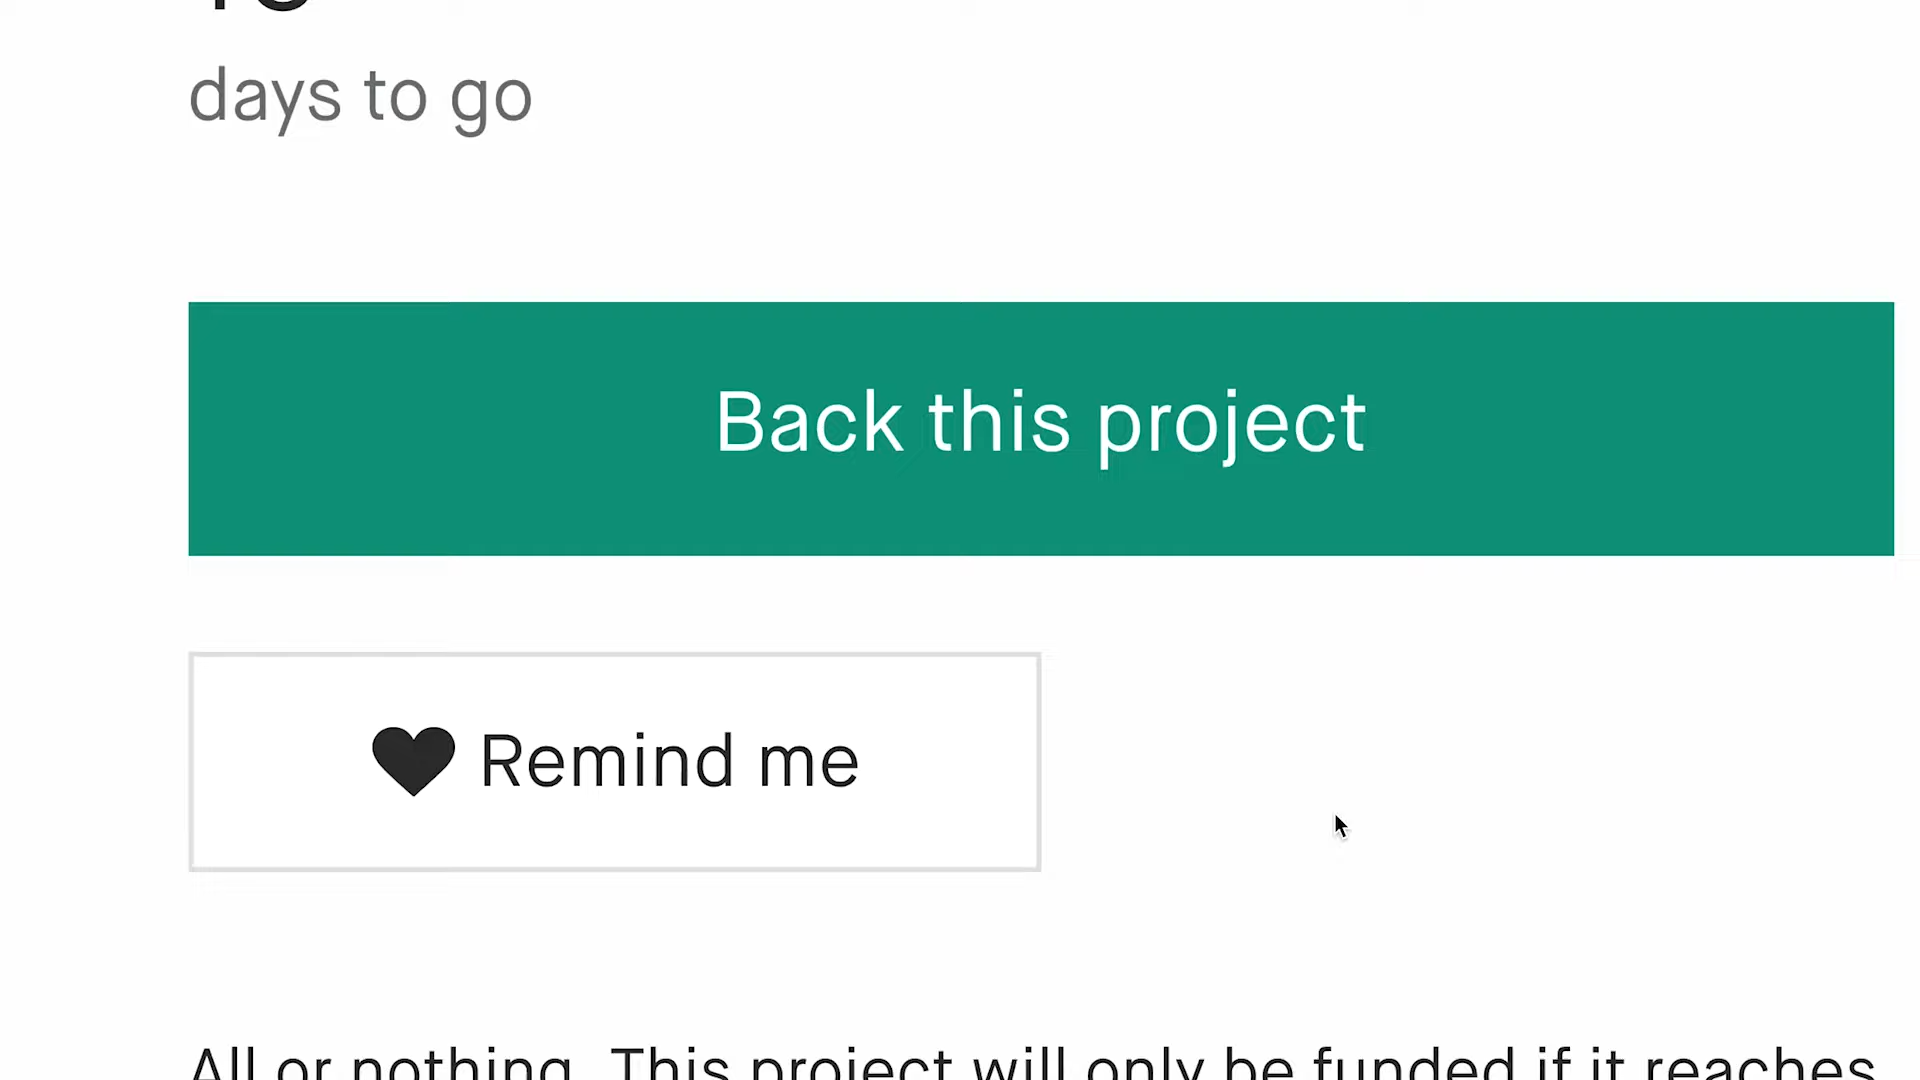 days to go
Back this project
Remind me
All or nothing. This project will only be funded if it reaches